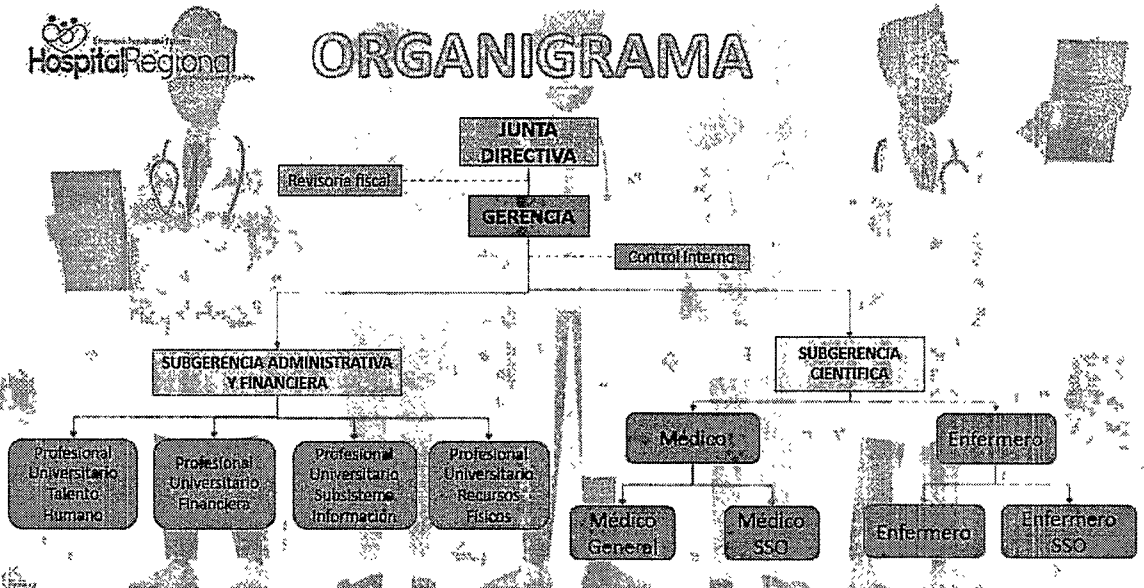 HospitalRegional
ORGANIGRAMA
JUNTA
DIRECTIVA
Revisoria fiscal
GERENCIA
Control Interno
SUBGERENCIA ADMINISTRATIVA
Y FINANCIERA
SUBGERENCIA
CIENTIFICA
Profesional
Universitario
Talento
Humano
Profesional
Universitario
Financiera
Profesional
Universitario
Subsistema
Información
Profesional
Universitario
Recursos
Físicos
Médico
Enfermero
Médico
General
Médico
SSO
Enfermero
Enfermero
SSO